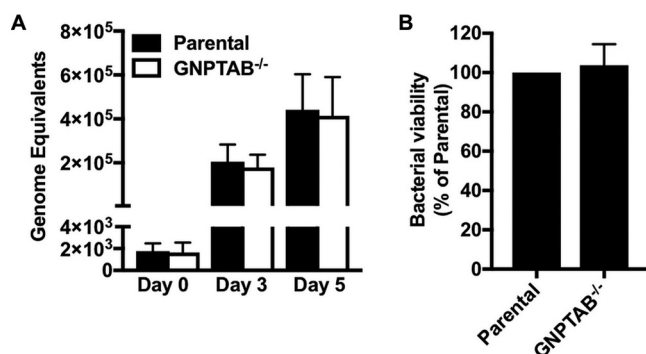 A
Genome Equivalents
8×10⁵
6×10⁵
4×10⁵
2×10⁵
4×10³
2×10³
0
Parental
GNPTAB⁻/⁻
Day 0
Day 3
Day 5
B
Bacterial viability
(% of Parental)
120
100
80
60
40
20
0
Parental
GNPTAB⁻/⁻